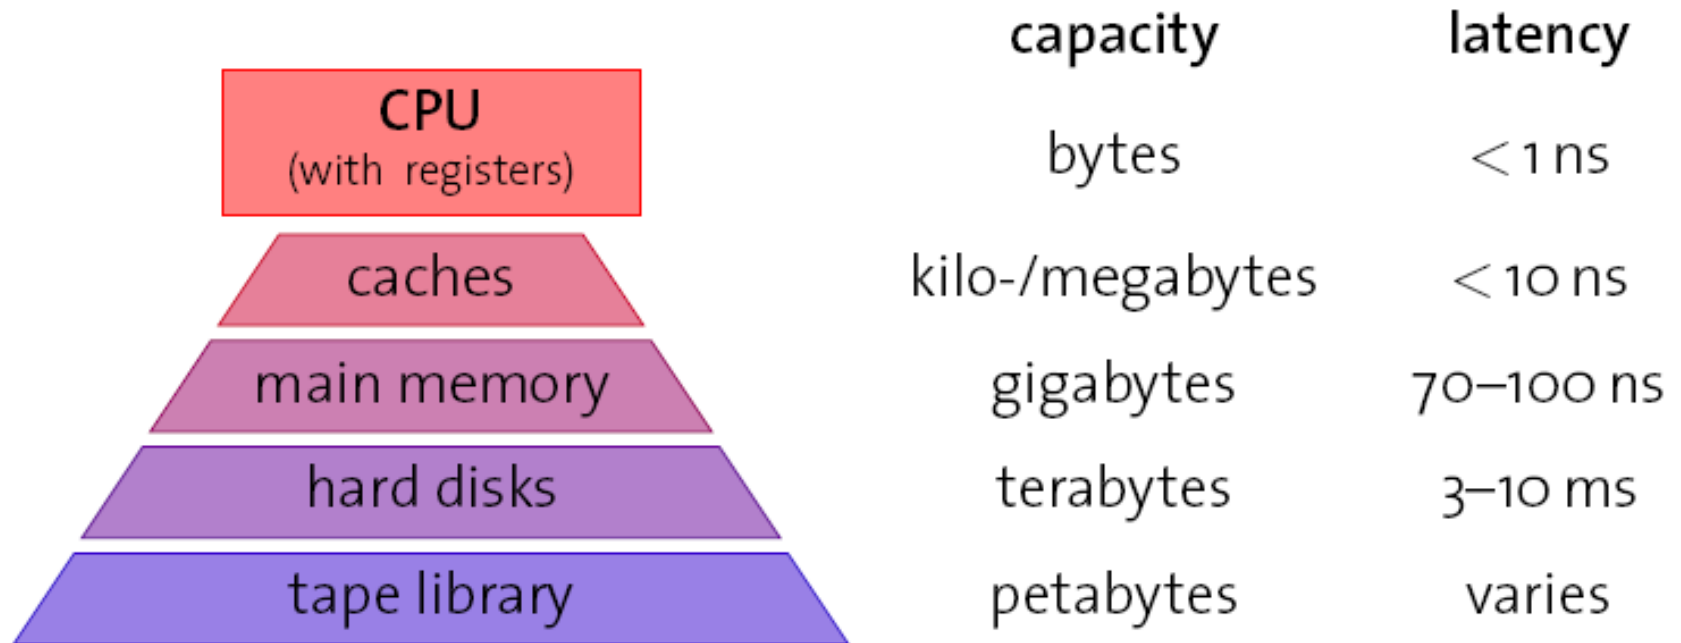 capacity latency
CPU
(with registers) bytes < 1 ns
caches kilo-/megabytes < 10 ns
main memory gigabytes 70–100 ns
hard disks terabytes 3–10 ms
tape library petabytes varies